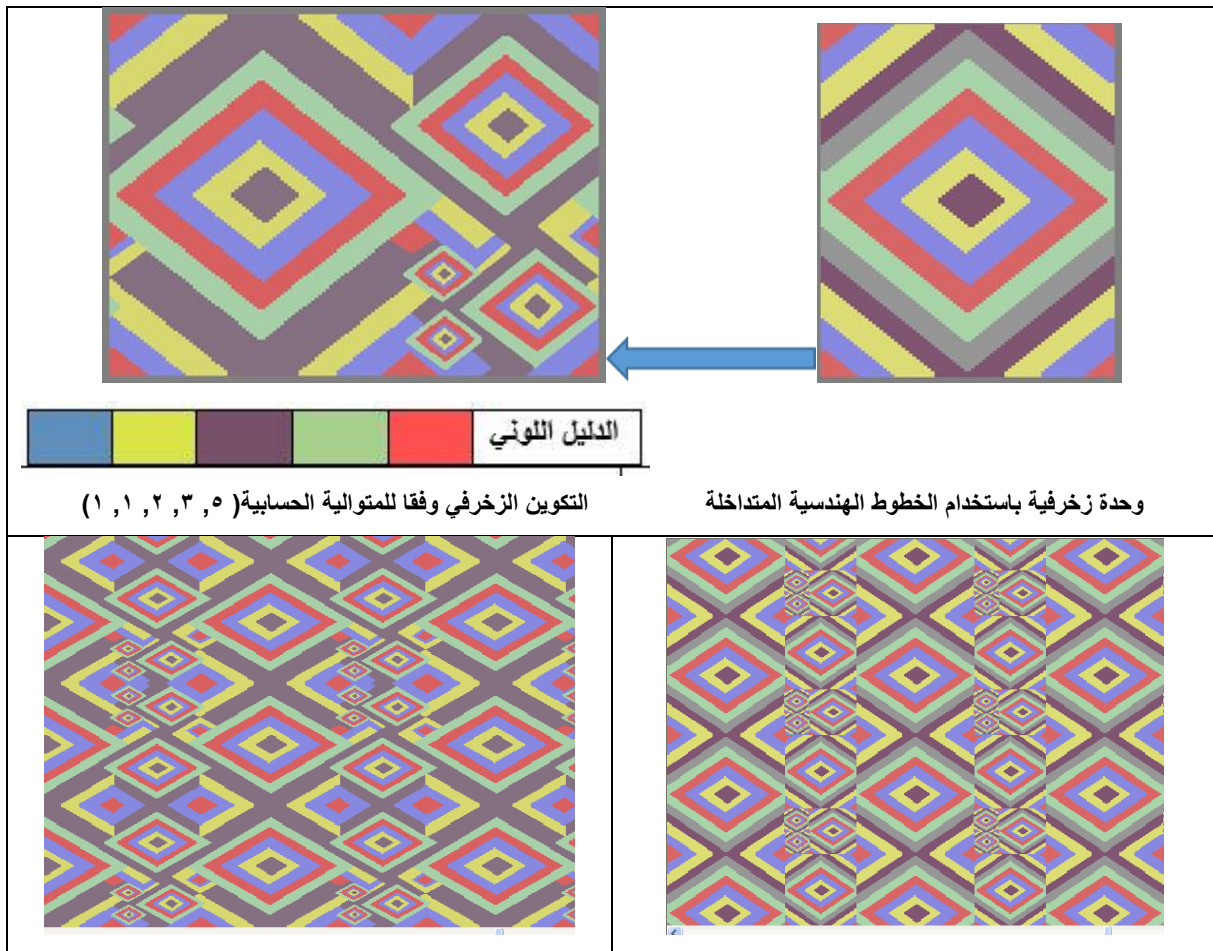 الدليل اللوني
وحدة زخرفية باستخدام الخطوط الهندسية المتداخلة
التكوين الزخرفي وفقا للمتوالية الحسابية( ٥, ٣, ٢, ١, ١)